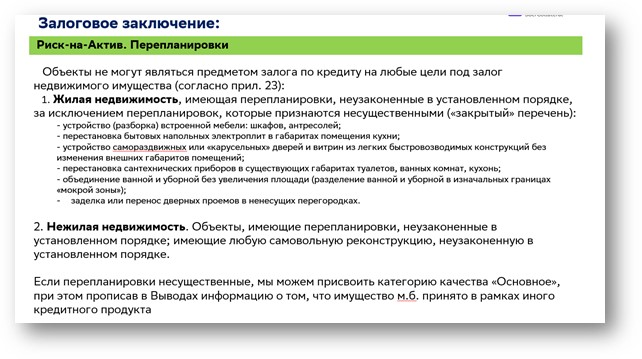 Залоговое заключение:
Риск-на-Актив. Перепланировки
Объекты не могут являться предметом залога по кредиту на любые цели под залог
недвижимого имущества (согласно прил. 23):
1. Жилая недвижимость, имеющая перепланировки, неузаконенные в установленном порядке,
за исключением перепланировок, которые признаются несущественными («закрытый» перечень):
- устройство (разборка) встроенной мебели: шкафов, антресолей;
- перестановка бытовых напольных электроплит в габаритах помещения кухни;
- устройство самораздвижных или «карусельных» дверей и витрин из легких быстровозводимых конструкций без
изменения внешних габаритов помещений;
- перестановка сантехнических приборов в существующих габаритах туалетов, ванных комнат, кухонь;
- объединение ванной и уборной без увеличения площади (разделение ванной и уборной в изначальных границах
«мокрой зоны»);
- заделка или перенос дверных проемов в ненесущих перегородках.
2. Нежилая недвижимость. Объекты, имеющие перепланировки, неузаконенные в
установленном порядке; имеющие любую самовольную реконструкцию, неузаконенную в
установленном порядке.
Если перепланировки несущественные, мы можем присвоить категорию качества «Основное»,
при этом прописав в Выводах информацию о том, что имущество м.б. принято в рамках иного
кредитного продукта